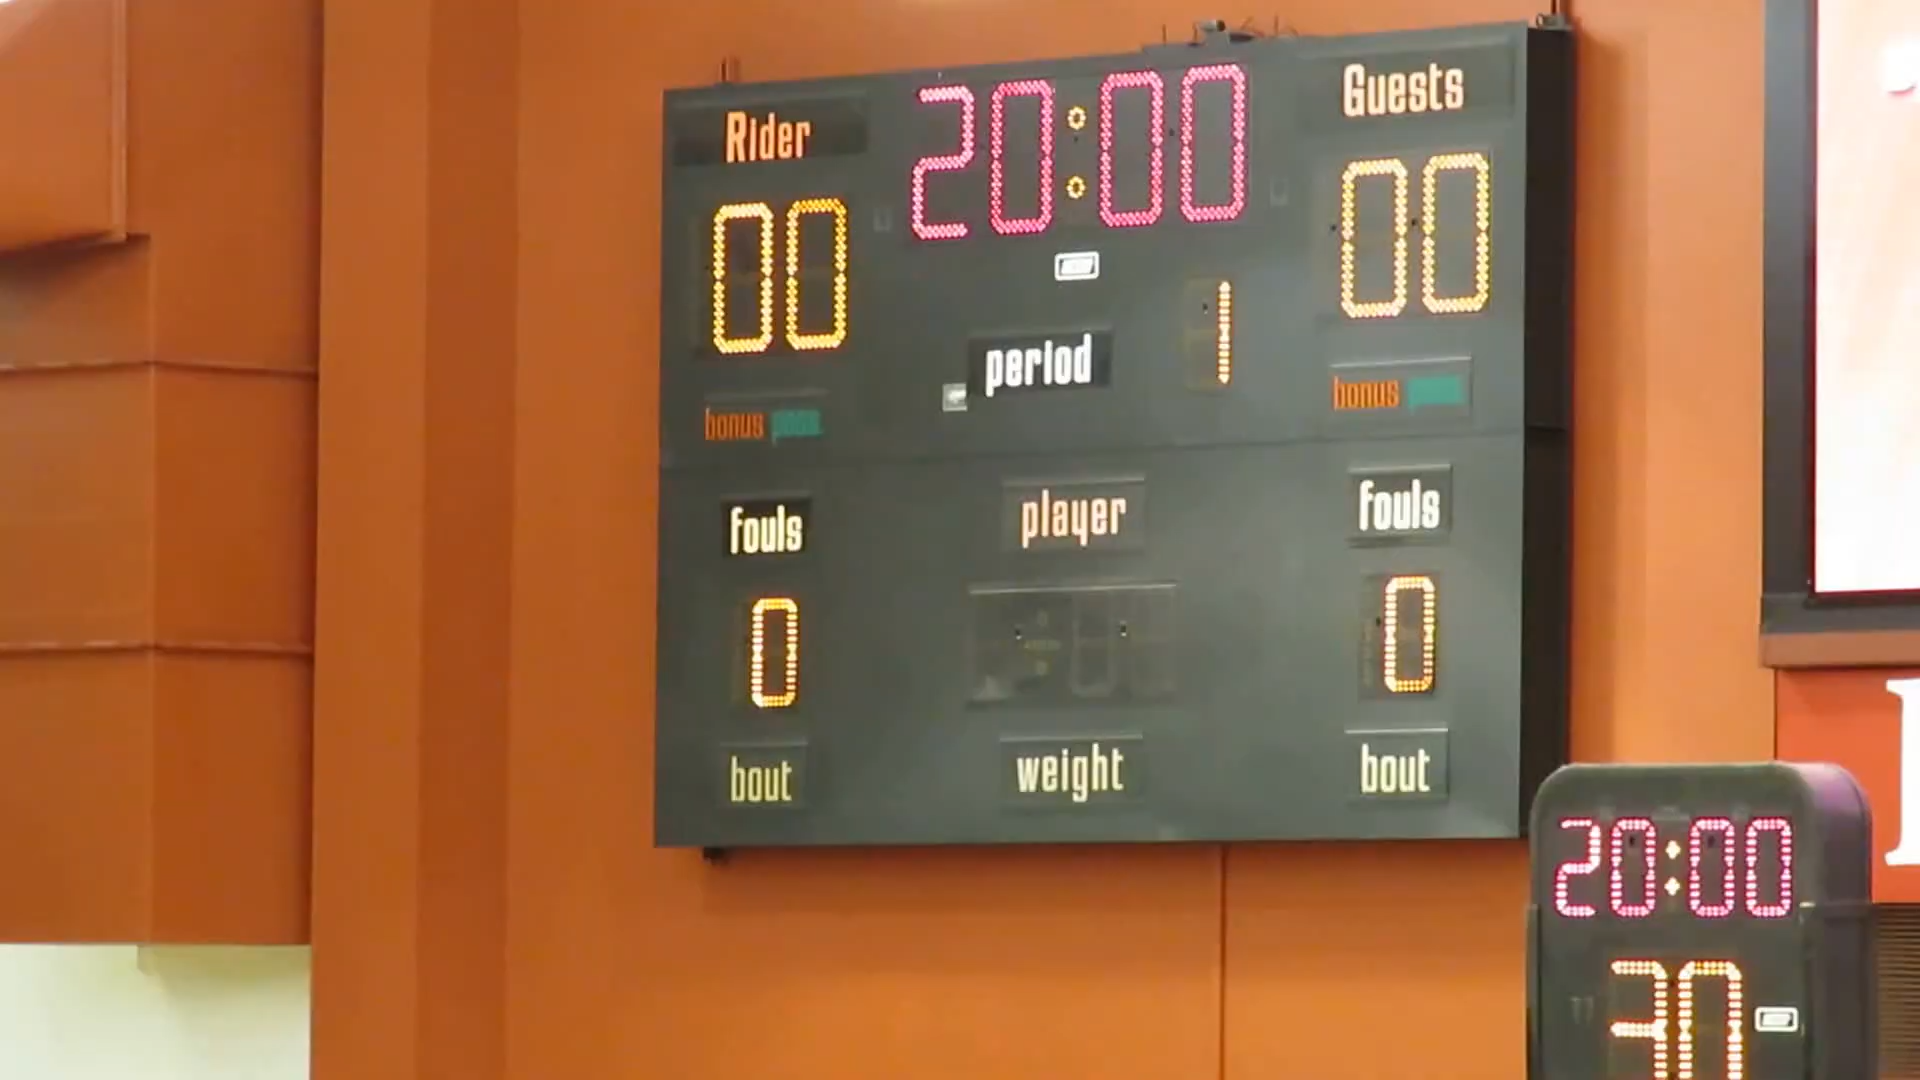 Rider
20:00
Guests
00
00
period
1
bonus
bonus
fouls
player
fouls
0
0
bout
weight
bout
20:00
30